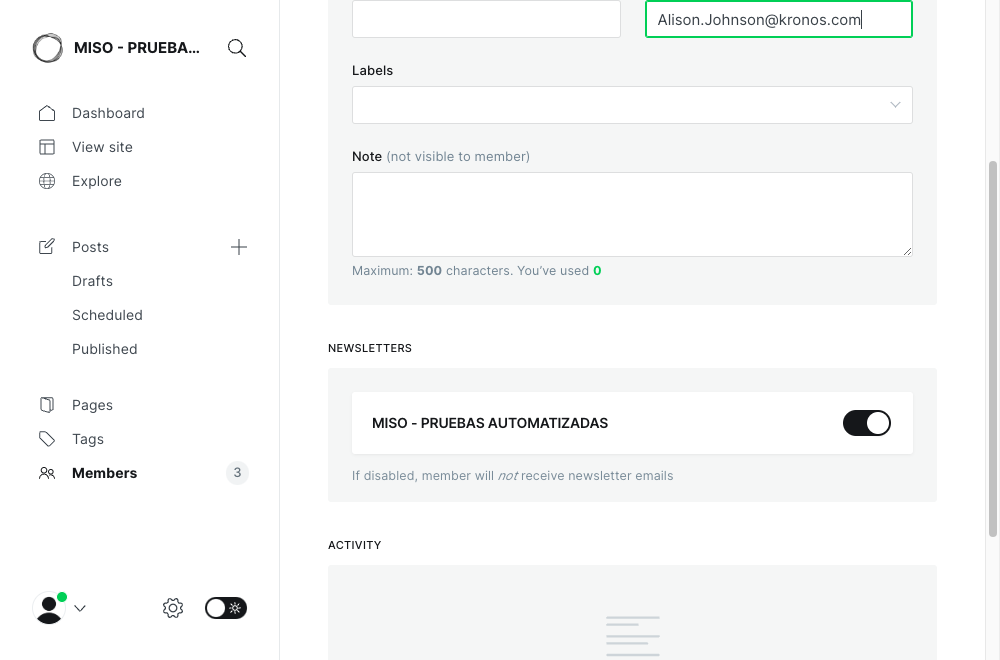 MISO - PRUEBA...
Dashboard
View site
Explore
Posts
Drafts
Scheduled
Published
Pages
Tags
Members
3
Alison.Johnson@kronos.com
Labels
Note (not visible to member)
Maximum: 500 characters. You’ve used 0
NEWSLETTERS
MISO - PRUEBAS AUTOMATIZADAS
If disabled, member will not receive newsletter emails
ACTIVITY